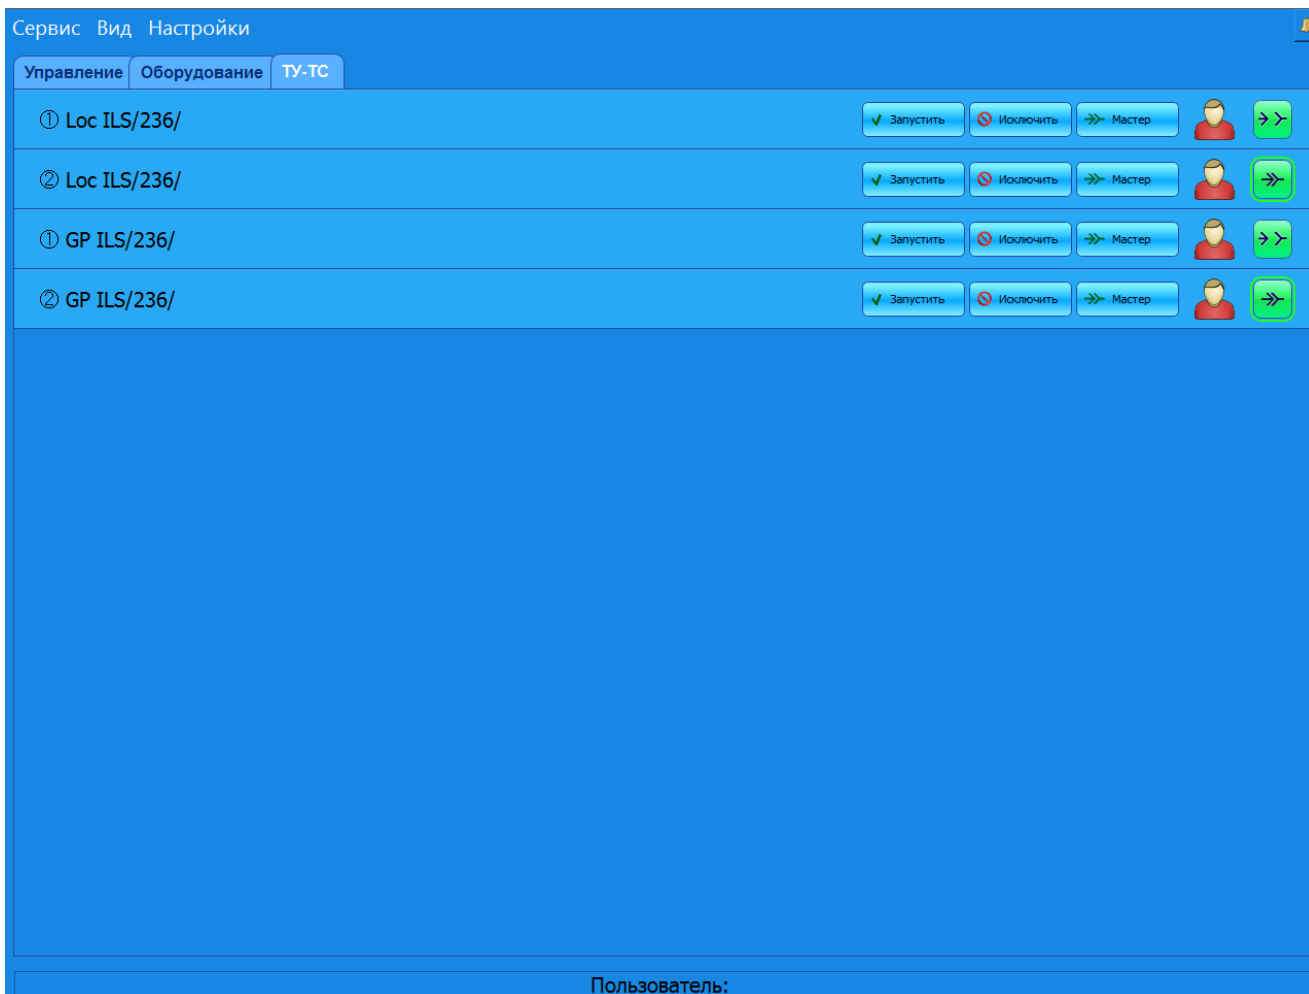 Сервис Вид Настройки
Управление Оборудование ТУ-ТС
① Loc ILS/236/ Запустить Исключить Мастер
② Loc ILS/236/ Запустить Исключить Мастер
① GP ILS/236/ Запустить Исключить Мастер
② GP ILS/236/ Запустить Исключить Мастер
Пользователь: